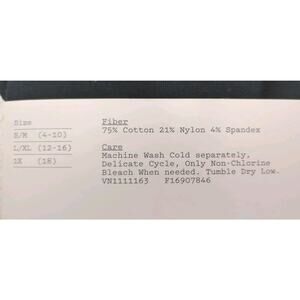 Size
S/M (4-10)
L/XL (12-16)
1X (18)
Fiber
75% Cotton 21% Nylon 4% Spandex
Care
Machine Wash Cold separately,
Delicate Cycle, Only Non-Chlorine
Bleach When needed. Tumble Dry Low.
VN1111163 F16907846